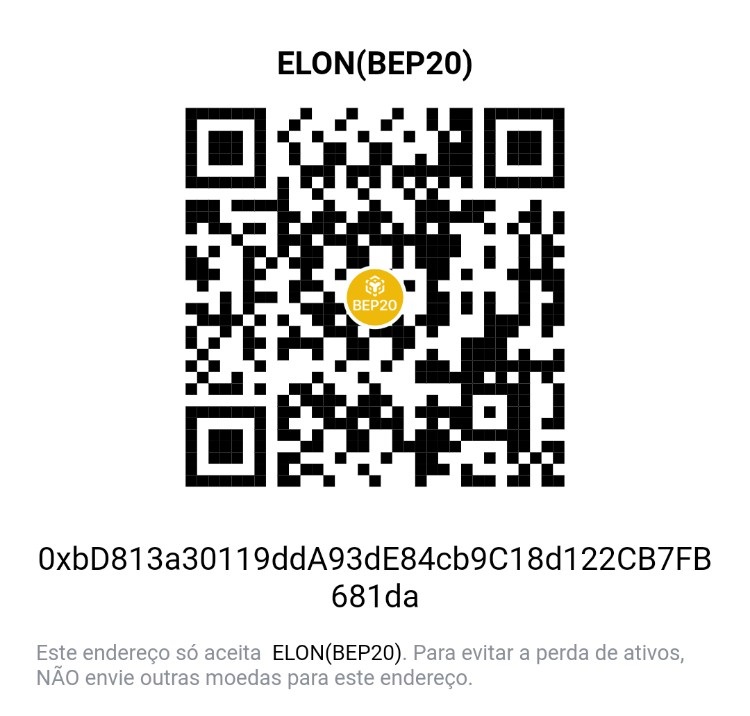 ELON(BEP20)
BEP20
0xbD813a30119ddA93dE84cb9C18d122CB7FB
681da
Este endereço só aceita ELON(BEP20). Para evitar a perda de ativos,
NÃO envie outras moedas para este endereço.